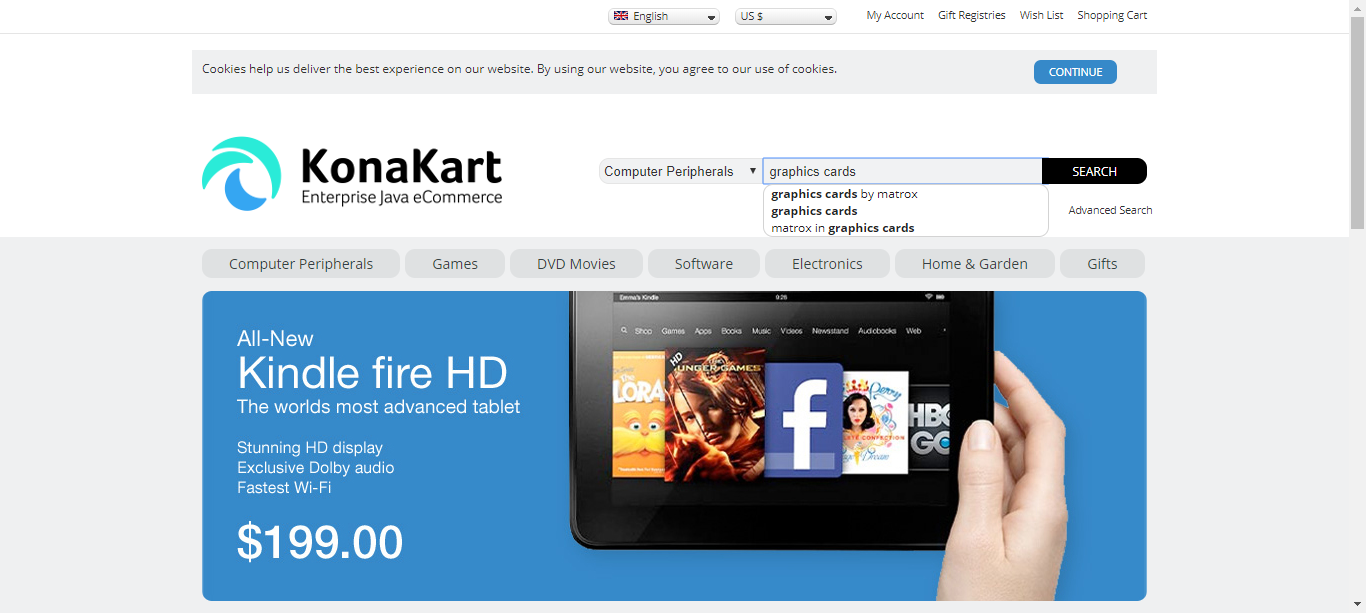 English
US $
My Account Gift Registries Wish List Shopping Cart
Cookies help us deliver the best experience on our website. By using our website, you agree to our use of cookies.
CONTINUE
KonaKart
Enterprise Java eCommerce
Computer Peripherals
graphics cards
SEARCH
graphics cards by matrox
graphics cards
matrox in graphics cards
Advanced Search
Computer Peripherals Games DVD Movies Software Electronics Home & Garden Gifts
All-New
Kindle fire HD
The worlds most advanced tablet
Stunning HD display
Exclusive Dolby audio
Fastest Wi-Fi
$199.00
Emma's Kindle 9:26
Shop Games Apps Books Music Videos Newsstand Audiobooks Web
The
LORA
HD
HUNGER GAMES
f
HBO
GO